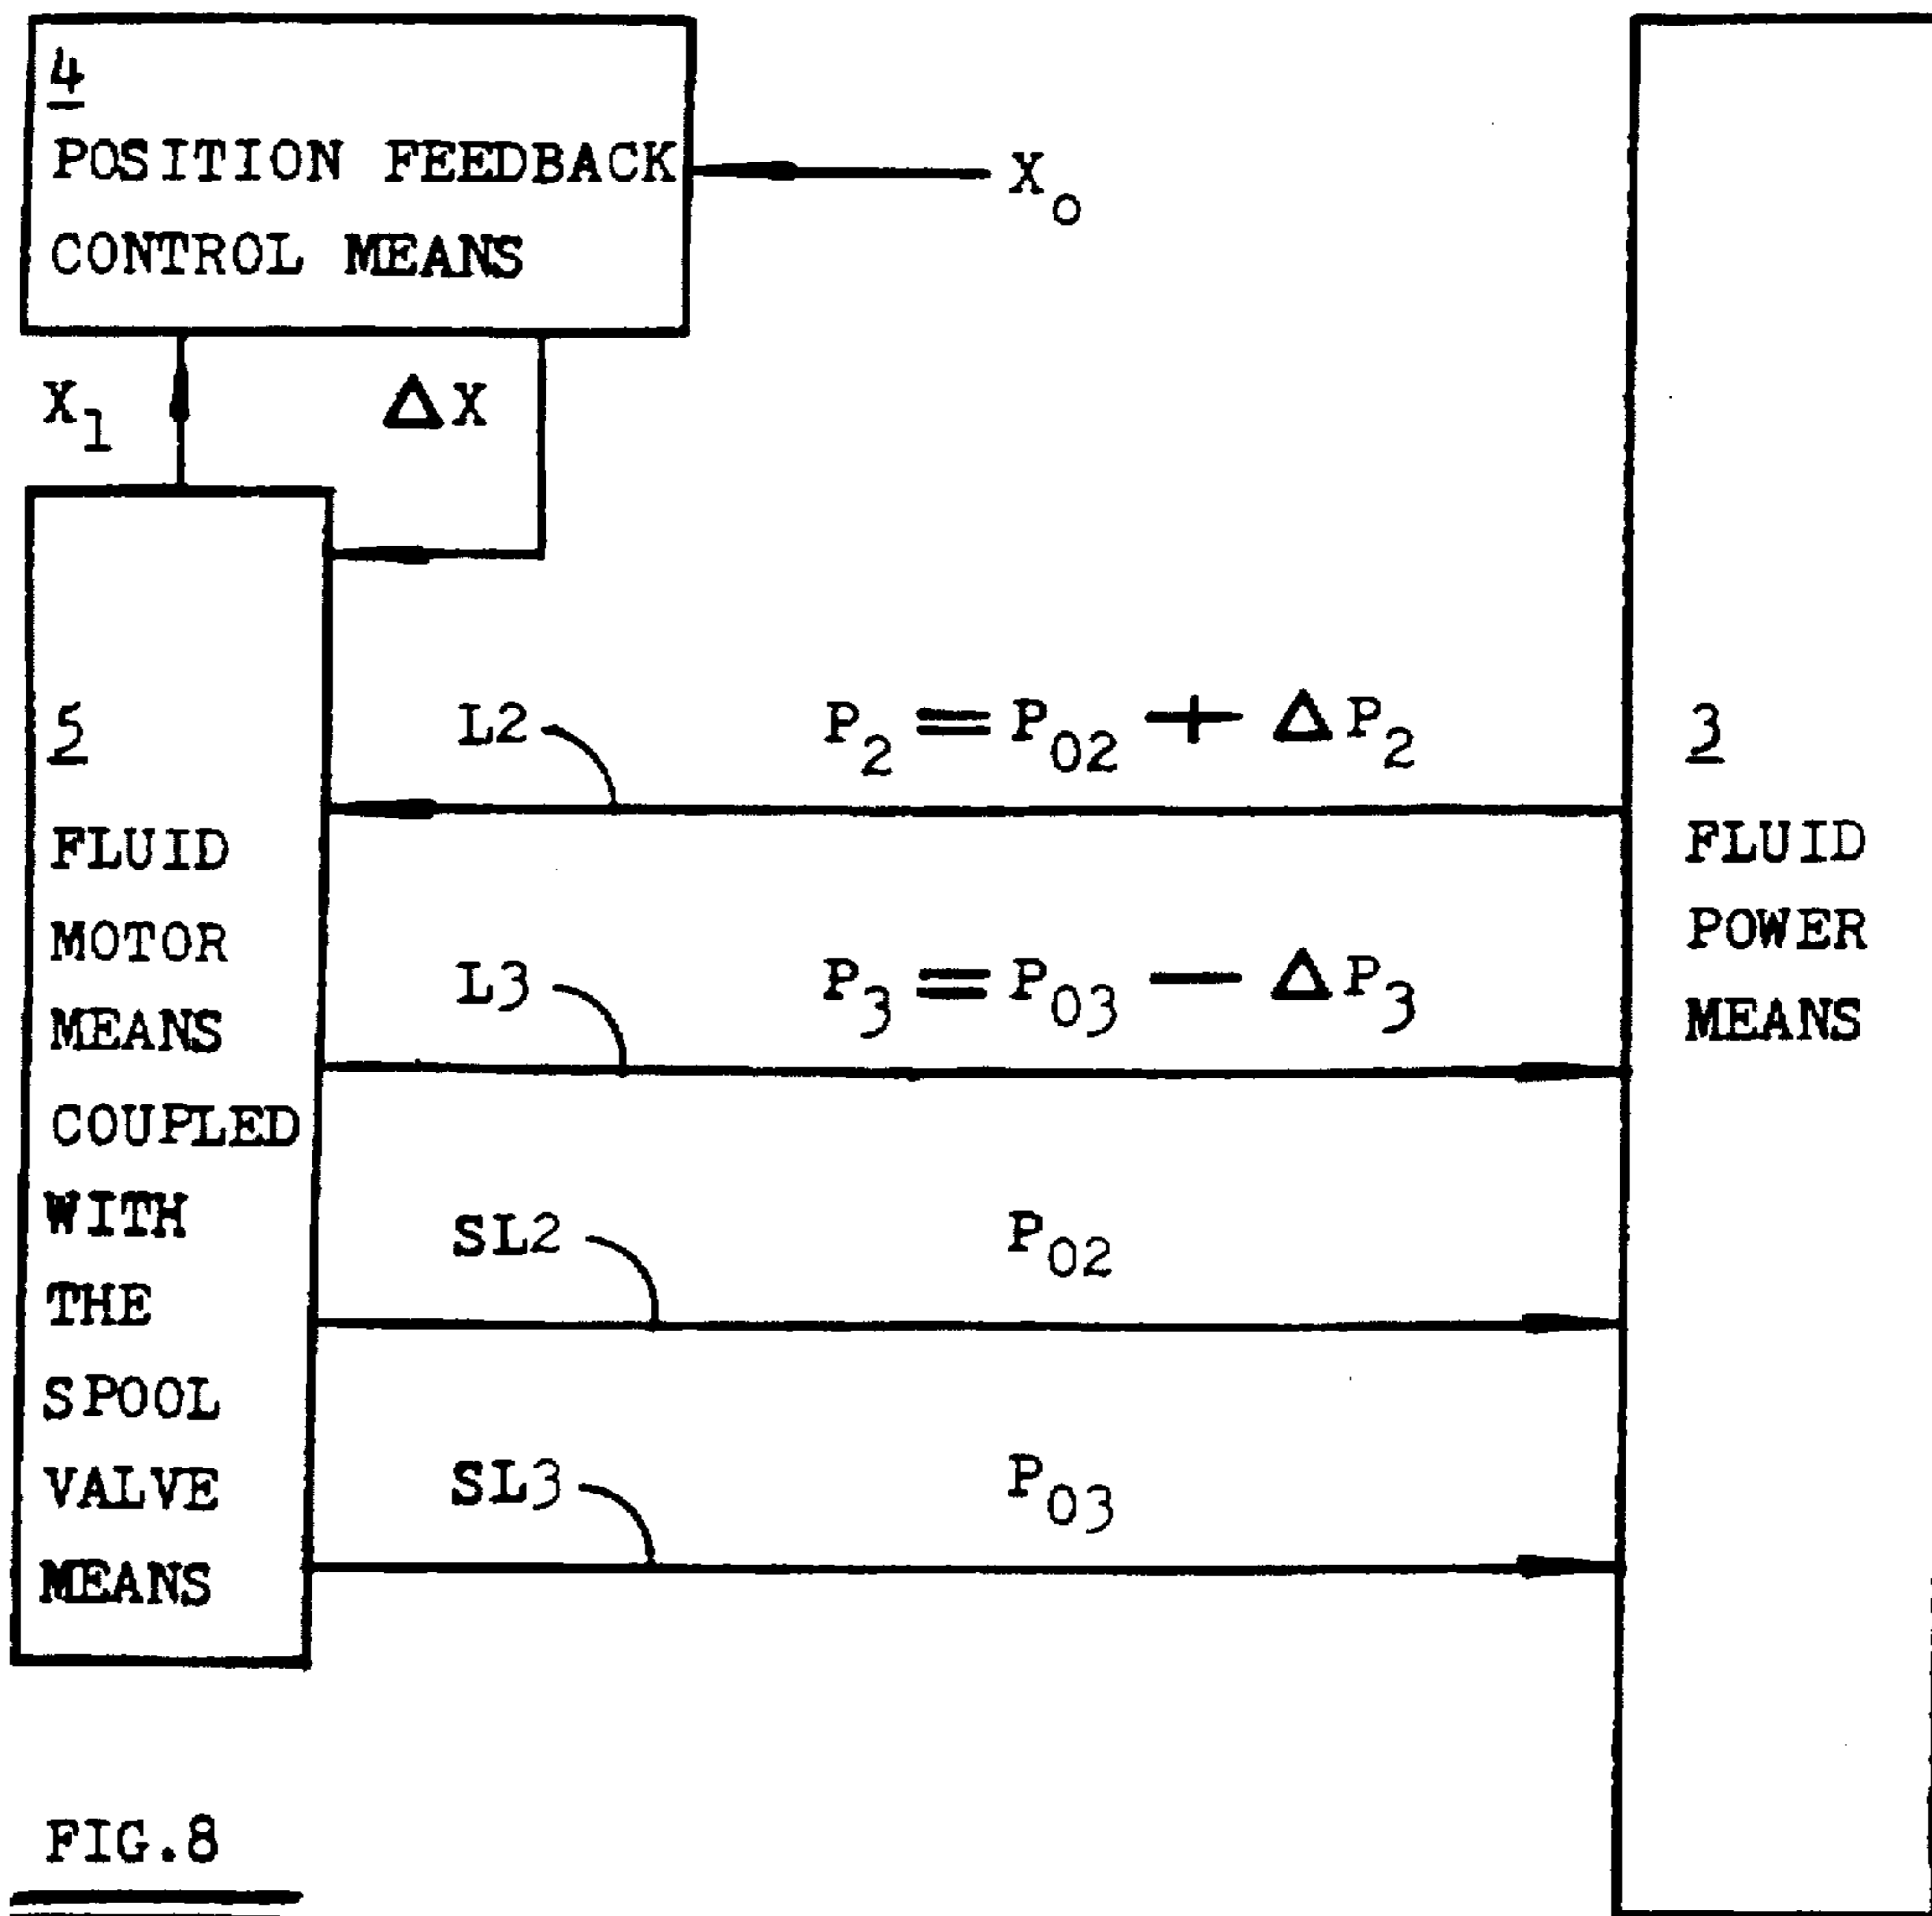 4
POSITION FEEDBACK
CONTROL MEANS
X₀
X₁
ΔX
5
FLUID
MOTOR
MEANS
COUPLED
WITH
THE
SPOOL
VALVE
MEANS
L2
P₂ = P₀₂ + ΔP₂
L3
P₃ = P₀₃ − ΔP₃
SL2
P₀₂
SL3
P₀₃
3
FLUID
POWER
MEANS
FIG.8